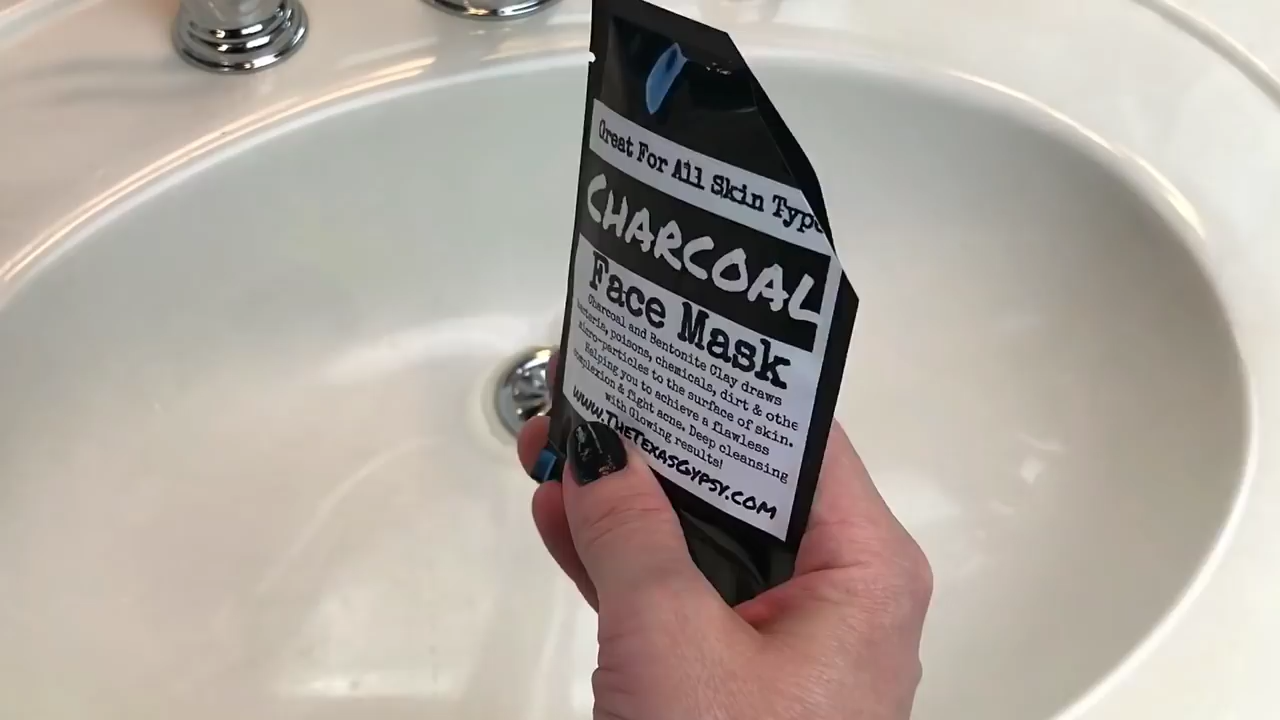 Great For All Skin Type
CHARCOAL
Face Mask
Charcoal and Bentonite Clay draws
bacteria, poisons, chemicals, dirt & othe
micro-particles to the surface of skin.
Helping you to achieve a flawless
complexion & fight acne. Deep cleansing
with Glowing results!
www.TheTexasGypsy.com